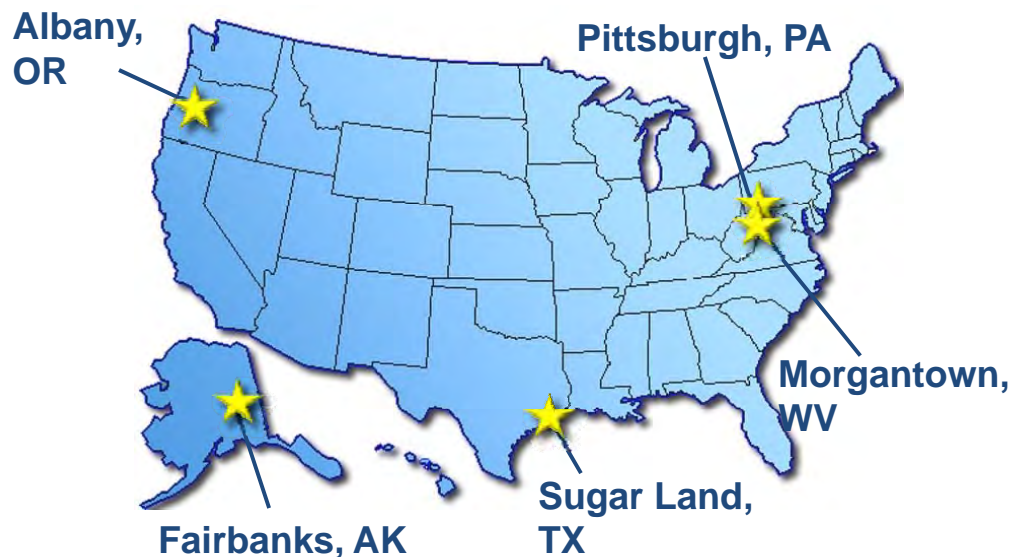 Albany,
OR
Pittsburgh, PA
Morgantown,
WV
Sugar Land,
TX
Fairbanks, AK